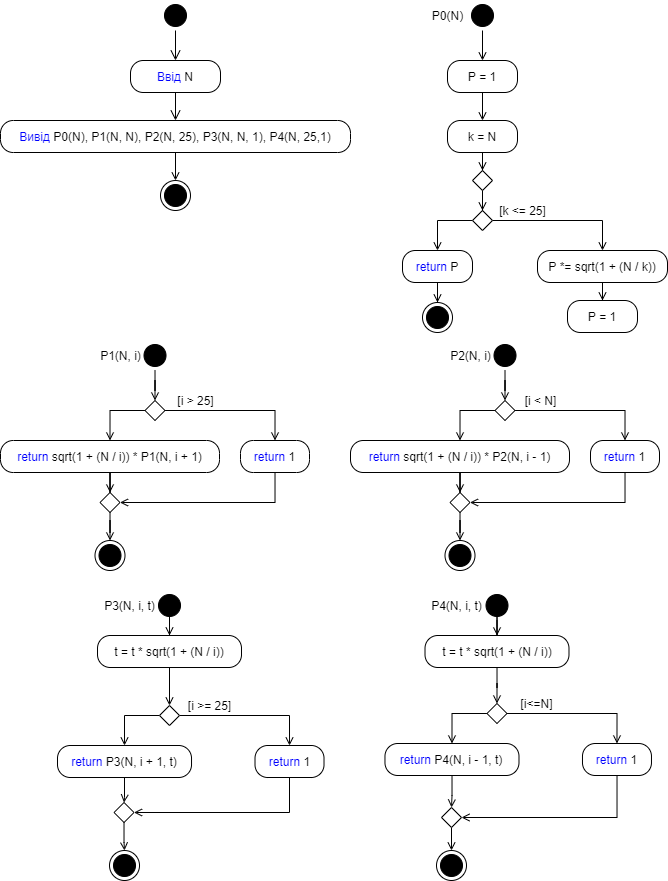 P0(N)
Ввід N
P = 1
Вивід P0(N), P1(N, N), P2(N, 25), P3(N, N, 1), P4(N, 25,1)
k = N
[k <= 25]
return P
P *= sqrt(1 + (N / k))
P = 1
P1(N, i)
P2(N, i)
[i > 25]
[i < N]
return sqrt(1 + (N / i)) * P1(N, i + 1)
return 1
return sqrt(1 + (N / i)) * P2(N, i - 1)
return 1
P3(N, i, t)
P4(N, i, t)
t = t * sqrt(1 + (N / i))
t = t * sqrt(1 + (N / i))
[i >= 25]
[i<=N]
return P3(N, i + 1, t)
return 1
return P4(N, i - 1, t)
return 1